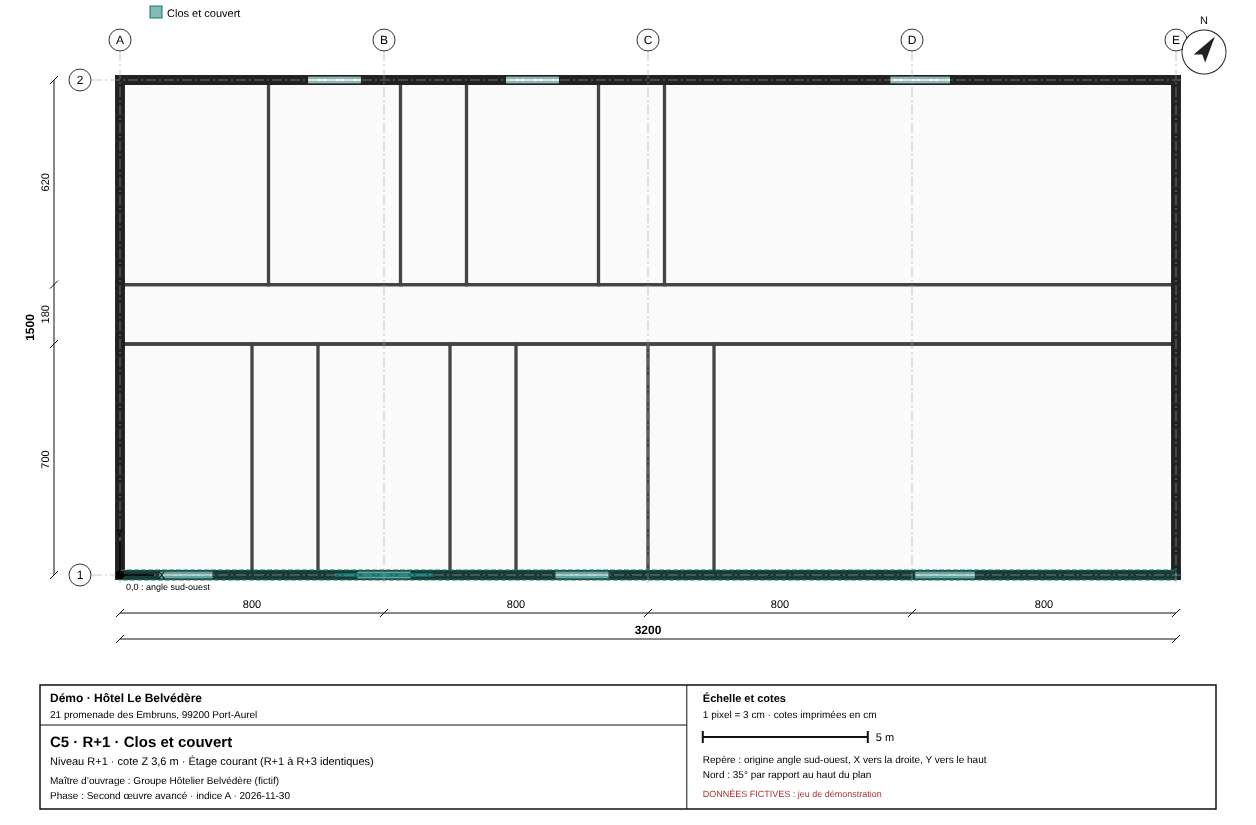 Clos et couvert
N
A
B
C
D
E
2
620
180
1500
700
1
X
0,0 : angle sud-ouest
800
800
800
800
3200
Démo · Hôtel Le Belvédère
21 promenade des Embruns, 99200 Port-Aurel
C5 · R+1 · Clos et couvert
Niveau R+1 · cote Z 3,6 m · Étage courant (R+1 à R+3 identiques)
Maître d'ouvrage : Groupe Hôtelier Belvédère (fictif)
Phase : Second œuvre avancé · indice A · 2026-11-30
Échelle et cotes
1 pixel = 3 cm · cotes imprimées en cm
5 m
Repère : origine angle sud-ouest, X vers la droite, Y vers le haut
Nord : 35° par rapport au haut du plan
DONNÉES FICTIVES : jeu de démonstration